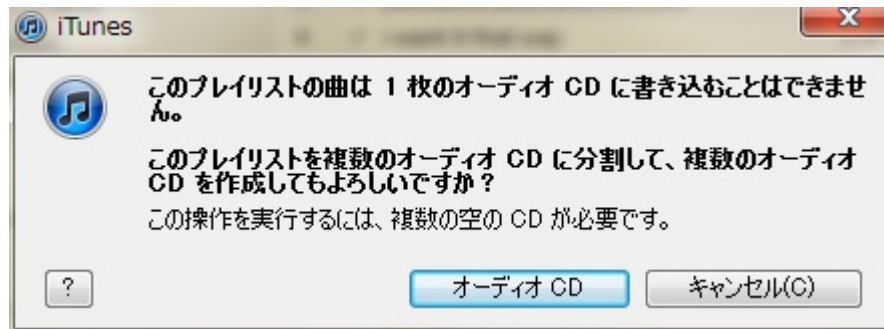 iTunes
このプレイリストの曲は 1 枚のオーディオ CD に書き込むことはできませ
ん。
このプレイリストを複数のオーディオ CD に分割して、複数のオーディオ
CD を作成してもよろしいですか?
この操作を実行するには、複数の空の CD が必要です。
?
オーディオ CD
キャンセル(C)